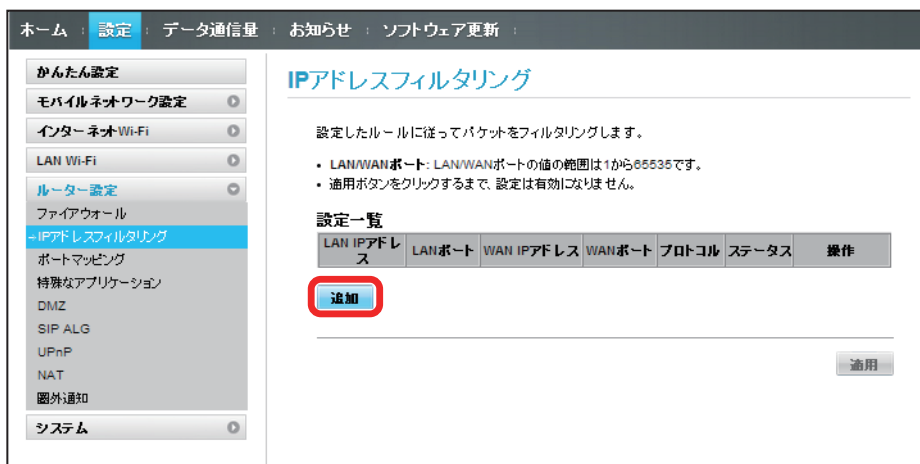 ホーム 設定 データ通信量 お知らせ ソフトウェア更新
かんたん設定
モバイルネットワーク設定
インターネットWi-Fi
LAN Wi-Fi
ルーター設定
ファイアウォール
IPアドレスフィルタリング
ポートマッピング
特殊なアプリケーション
DMZ
SIP ALG
UPnP
NAT
圏外通知
システム
IPアドレスフィルタリング
設定したルールに従ってパケットをフィルタリングします。
• LAN/WANポート: LAN/WANポートの値の範囲は1から65535です。
• 適用ボタンをクリックするまで、設定は有効になりません。
設定一覧
LAN IPアドレス LANポート WAN IPアドレス WANポート プロトコル ステータス 操作
追加
適用